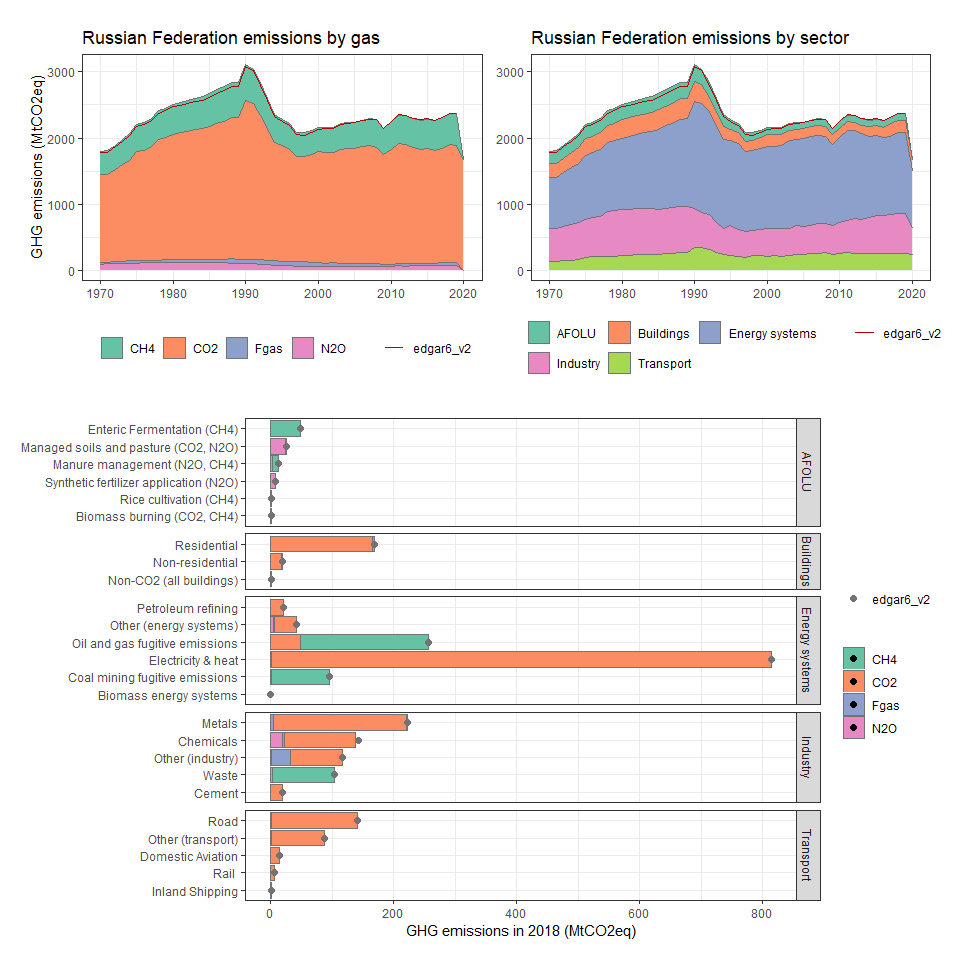 Russian Federation emissions by gas
GHG emissions (MtCO2eq)
3000
2000
1000
0
1970 1980 1990 2000 2010 2020
CH4 CO2 Fgas N2O edgar6_v2
Russian Federation emissions by sector
3000
2000
1000
0
1970 1980 1990 2000 2010 2020
AFOLU Buildings Energy systems edgar6_v2
Industry Transport
Enteric Fermentation (CH4)
Managed soils and pasture (CO2, N2O)
Manure management (N2O, CH4)
Synthetic fertilizer application (N2O)
Rice cultivation (CH4)
Biomass burning (CO2, CH4)
AFOLU
Residential
Non-residential
Non-CO2 (all buildings)
Buildings
Petroleum refining
Other (energy systems)
Oil and gas fugitive emissions
Electricity & heat
Coal mining fugitive emissions
Biomass energy systems
Energy systems
Metals
Chemicals
Other (industry)
Waste
Cement
Industry
Road
Other (transport)
Domestic Aviation
Rail
Inland Shipping
Transport
0 200 400 600 800
GHG emissions in 2018 (MtCO2eq)
edgar6_v2
CH4
CO2
Fgas
N2O